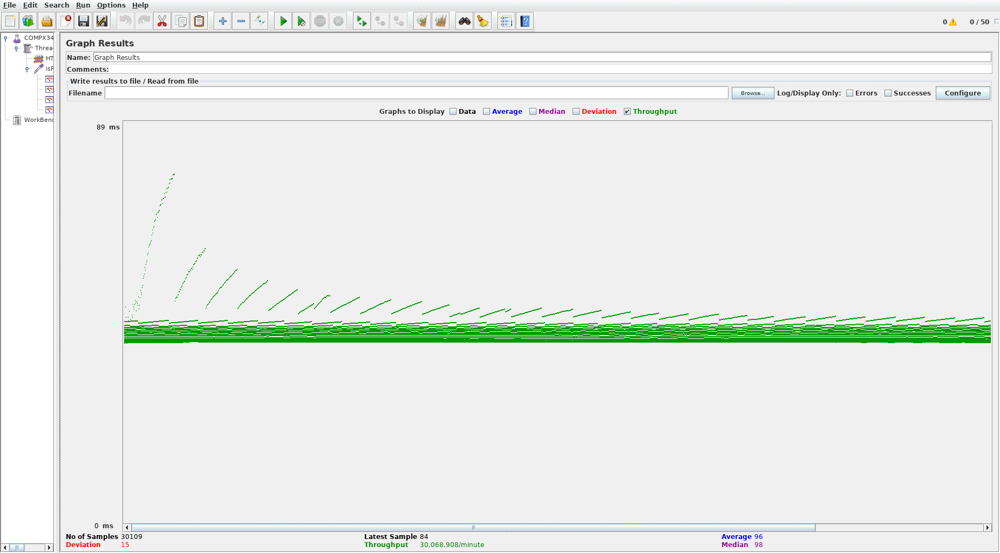 File Edit Search Run Options Help
0 0 / 50
COMPX34
Threa
HT
isP
WorkBenc
Graph Results
Name: Graph Results
Comments:
Write results to file / Read from file
Filename Browse... Log/Display Only: Errors Successes Configure
Graphs to Display Data Average Median Deviation Throughput
89 ms
0 ms
No of Samples 30109 Latest Sample 84 Average 96
Deviation 15 Throughput 30,068.908/minute Median 98